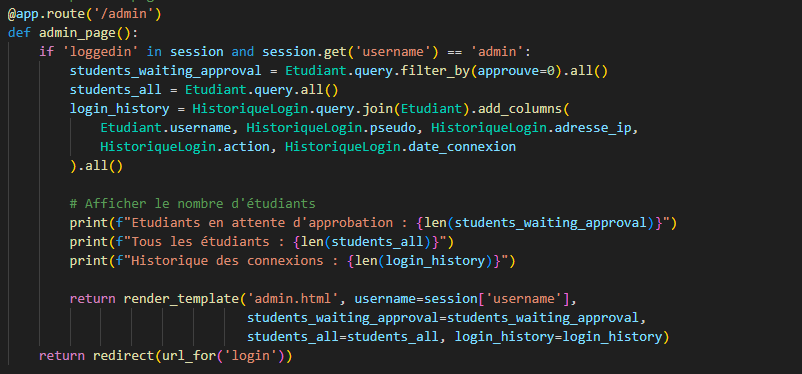 @app.route('/admin')
def admin_page():
    if 'loggedin' in session and session.get('username') == 'admin':
        students_waiting_approval = Etudiant.query.filter_by(approuve=0).all()
        students_all = Etudiant.query.all()
        login_history = HistoriqueLogin.query.join(Etudiant).add_columns(
            Etudiant.username, HistoriqueLogin.pseudo, HistoriqueLogin.adresse_ip,
            HistoriqueLogin.action, HistoriqueLogin.date_connexion
        ).all()

        # Afficher le nombre d'étudiants
        print(f"Etudiants en attente d'approbation : {len(students_waiting_approval)}")
        print(f"Tous les étudiants : {len(students_all)}")
        print(f"Historique des connexions : {len(login_history)}")

        return render_template('admin.html', username=session['username'],
                               students_waiting_approval=students_waiting_approval,
                               students_all=students_all, login_history=login_history)
    return redirect(url_for('login'))